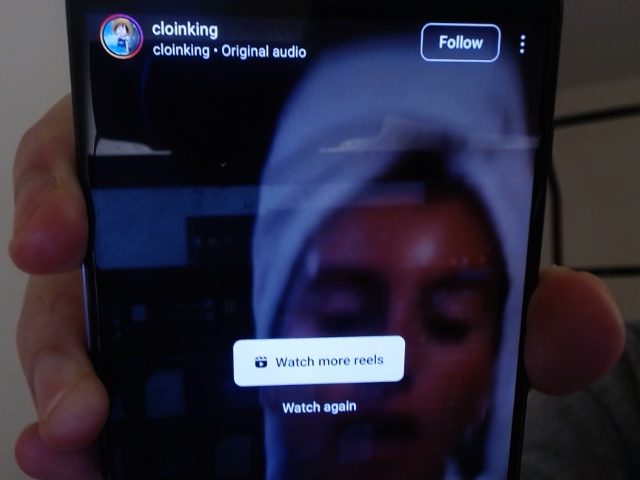 cloinking
cloinking • Original audio
Follow
Watch more reels
Watch again